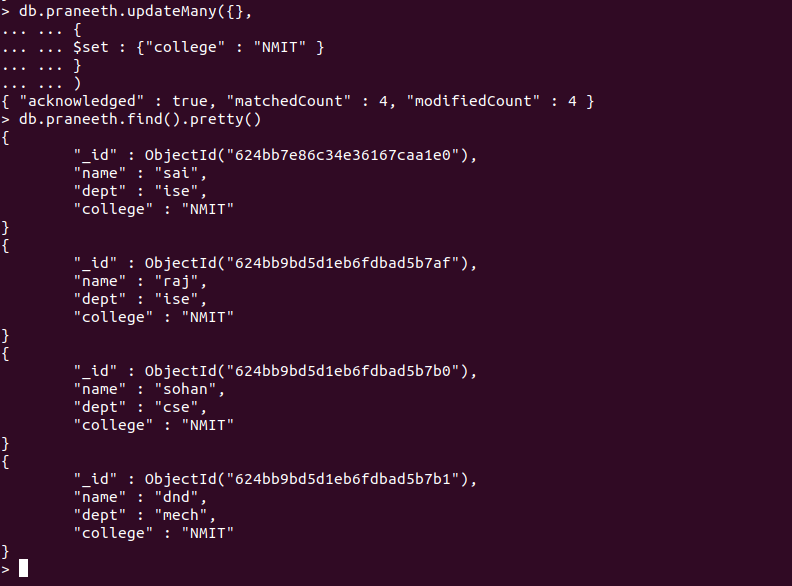 > db.praneeth.updateMany({},
... ... {
... ... $set : {"college" : "NMIT" }
... ... }
... ... )
{ "acknowledged" : true, "matchedCount" : 4, "modifiedCount" : 4 }
> db.praneeth.find().pretty()
{
        "_id" : ObjectId("624bb7e86c34e36167caa1e0"),
        "name" : "sai",
        "dept" : "ise",
        "college" : "NMIT"
}
{
        "_id" : ObjectId("624bb9bd5d1eb6fdbad5b7af"),
        "name" : "raj",
        "dept" : "ise",
        "college" : "NMIT"
}
{
        "_id" : ObjectId("624bb9bd5d1eb6fdbad5b7b0"),
        "name" : "sohan",
        "dept" : "cse",
        "college" : "NMIT"
}
{
        "_id" : ObjectId("624bb9bd5d1eb6fdbad5b7b1"),
        "name" : "dnd",
        "dept" : "mech",
        "college" : "NMIT"
}
>